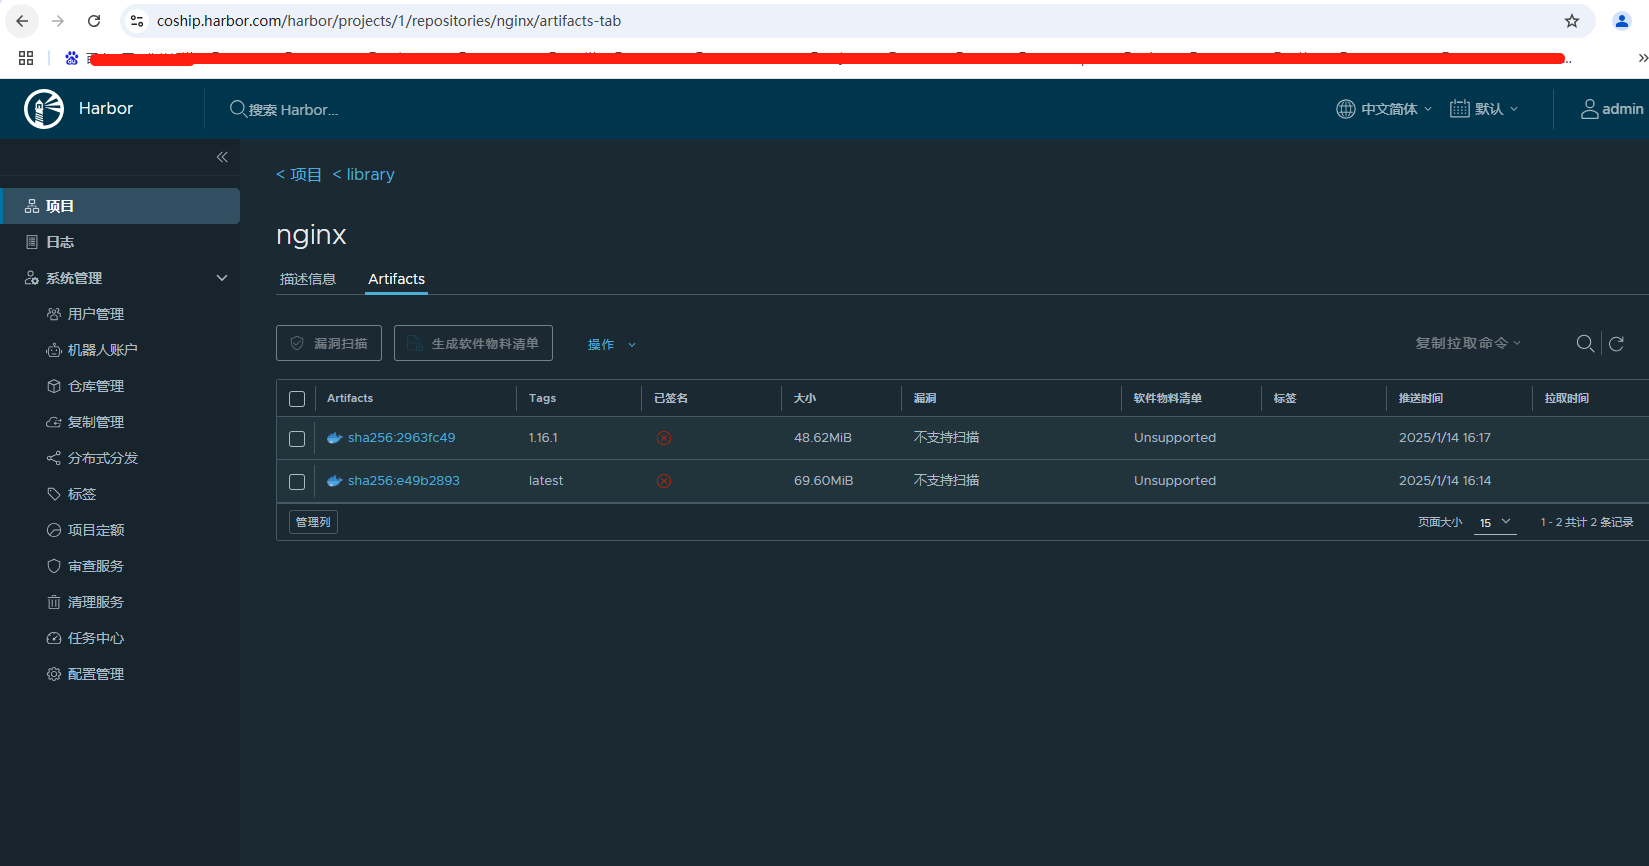 coship.harbor.com/harbor/projects/1/repositories/nginx/artifacts-tab
Harbor
搜索 Harbor...
中文简体
默认
admin
< 项目 < library
项目
日志
系统管理
用户管理
机器人账户
仓库管理
复制管理
分布式分发
标签
项目定额
审查服务
清理服务
任务中心
配置管理
nginx
描述信息 Artifacts
漏洞扫描 生成软件物料清单 操作 复制拉取命令
Artifacts Tags 已签名 大小 漏洞 软件物料清单 标签 推送时间 拉取时间
sha256:2963fc49 1.16.1 48.62MiB 不支持扫描 Unsupported 2025/1/14 16:17
sha256:e49b2893 latest 69.60MiB 不支持扫描 Unsupported 2025/1/14 16:14
管理列 页面大小 15 1 - 2 共计 2 条记录